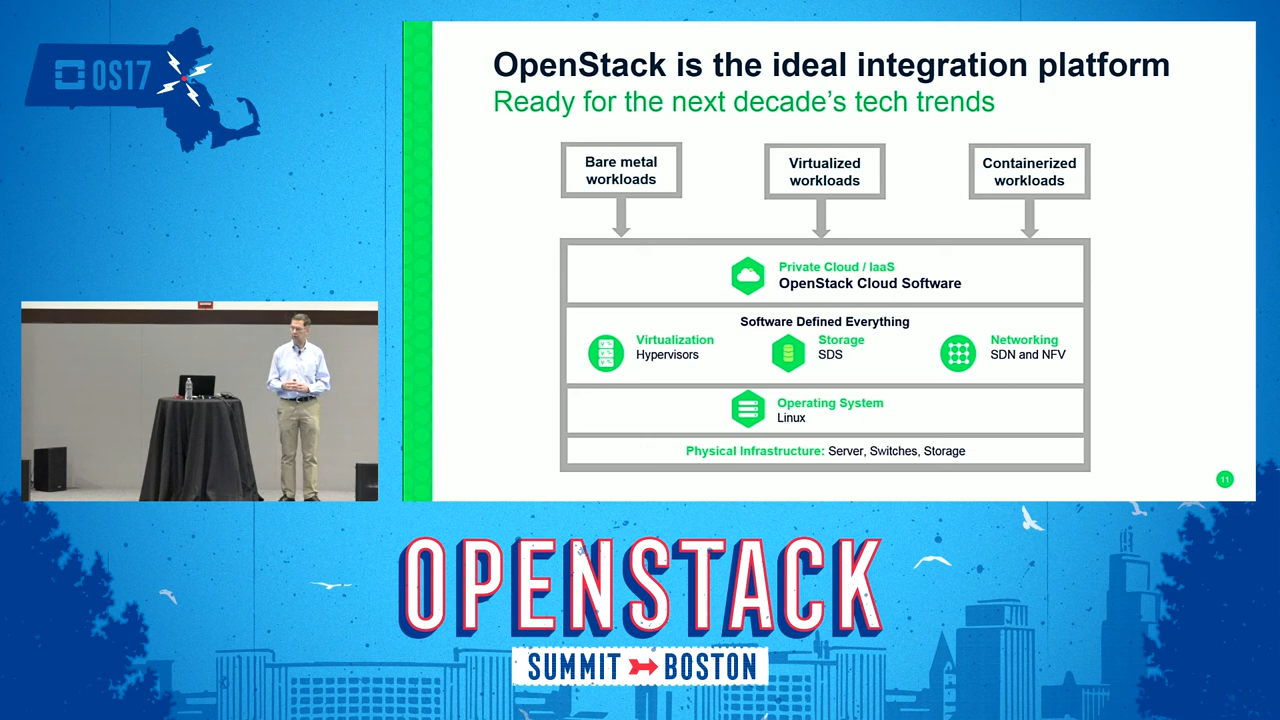 OS17
OpenStack is the ideal integration platform
Ready for the next decade's tech trends
Bare metal
workloads
Virtualized
workloads
Containerized
workloads
Private Cloud / IaaS
OpenStack Cloud Software
Software Defined Everything
Virtualization
Hypervisors
Storage
SDS
Networking
SDN and NFV
Operating System
Linux
Physical Infrastructure: Server, Switches, Storage
11
OPENSTACK
SUMMIT BOSTON